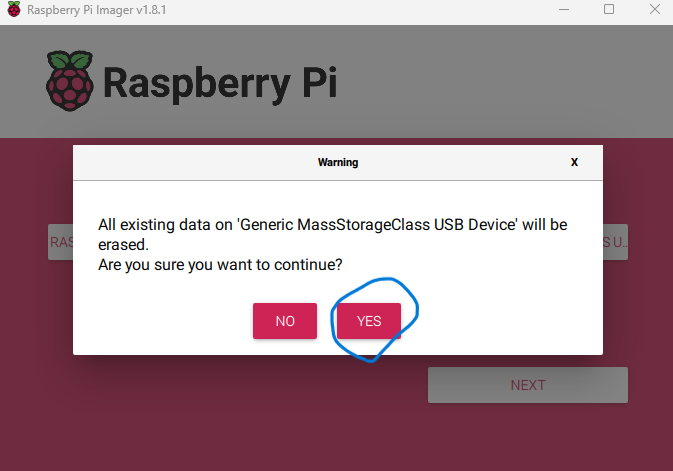 Raspberry Pi Imager v1.8.1
Raspberry Pi
Warning
X
All existing data on 'Generic MassStorageClass USB Device' will be
erased.
Are you sure you want to continue?
RAS
S U...
NO
YES
NEXT